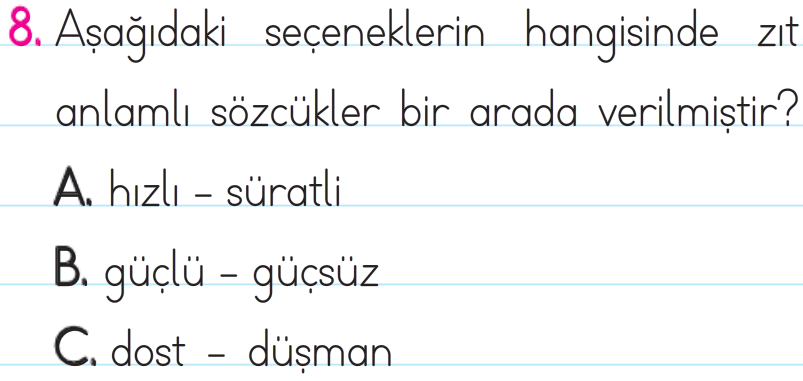 8. Aşağıdaki seçeneklerin hangisinde zıt
anlamlı sözcükler bir arada verilmiştir?
A. hızlı – süratli
B. güçlü – güçsüz
C. dost – düşman